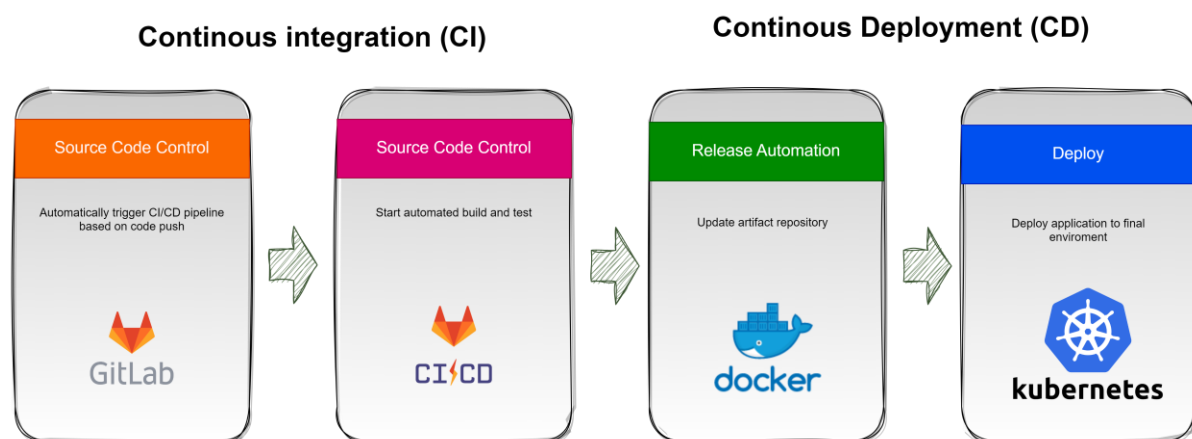 Continous integration (CI)
Continous Deployment (CD)
Source Code Control
Automatically trigger CI/CD pipeline
based on code push
GitLab
Source Code Control
Start automated build and test
CI CD
Release Automation
Update artifact repository
docker
Deploy
Deploy application to final
enviroment
kubernetes